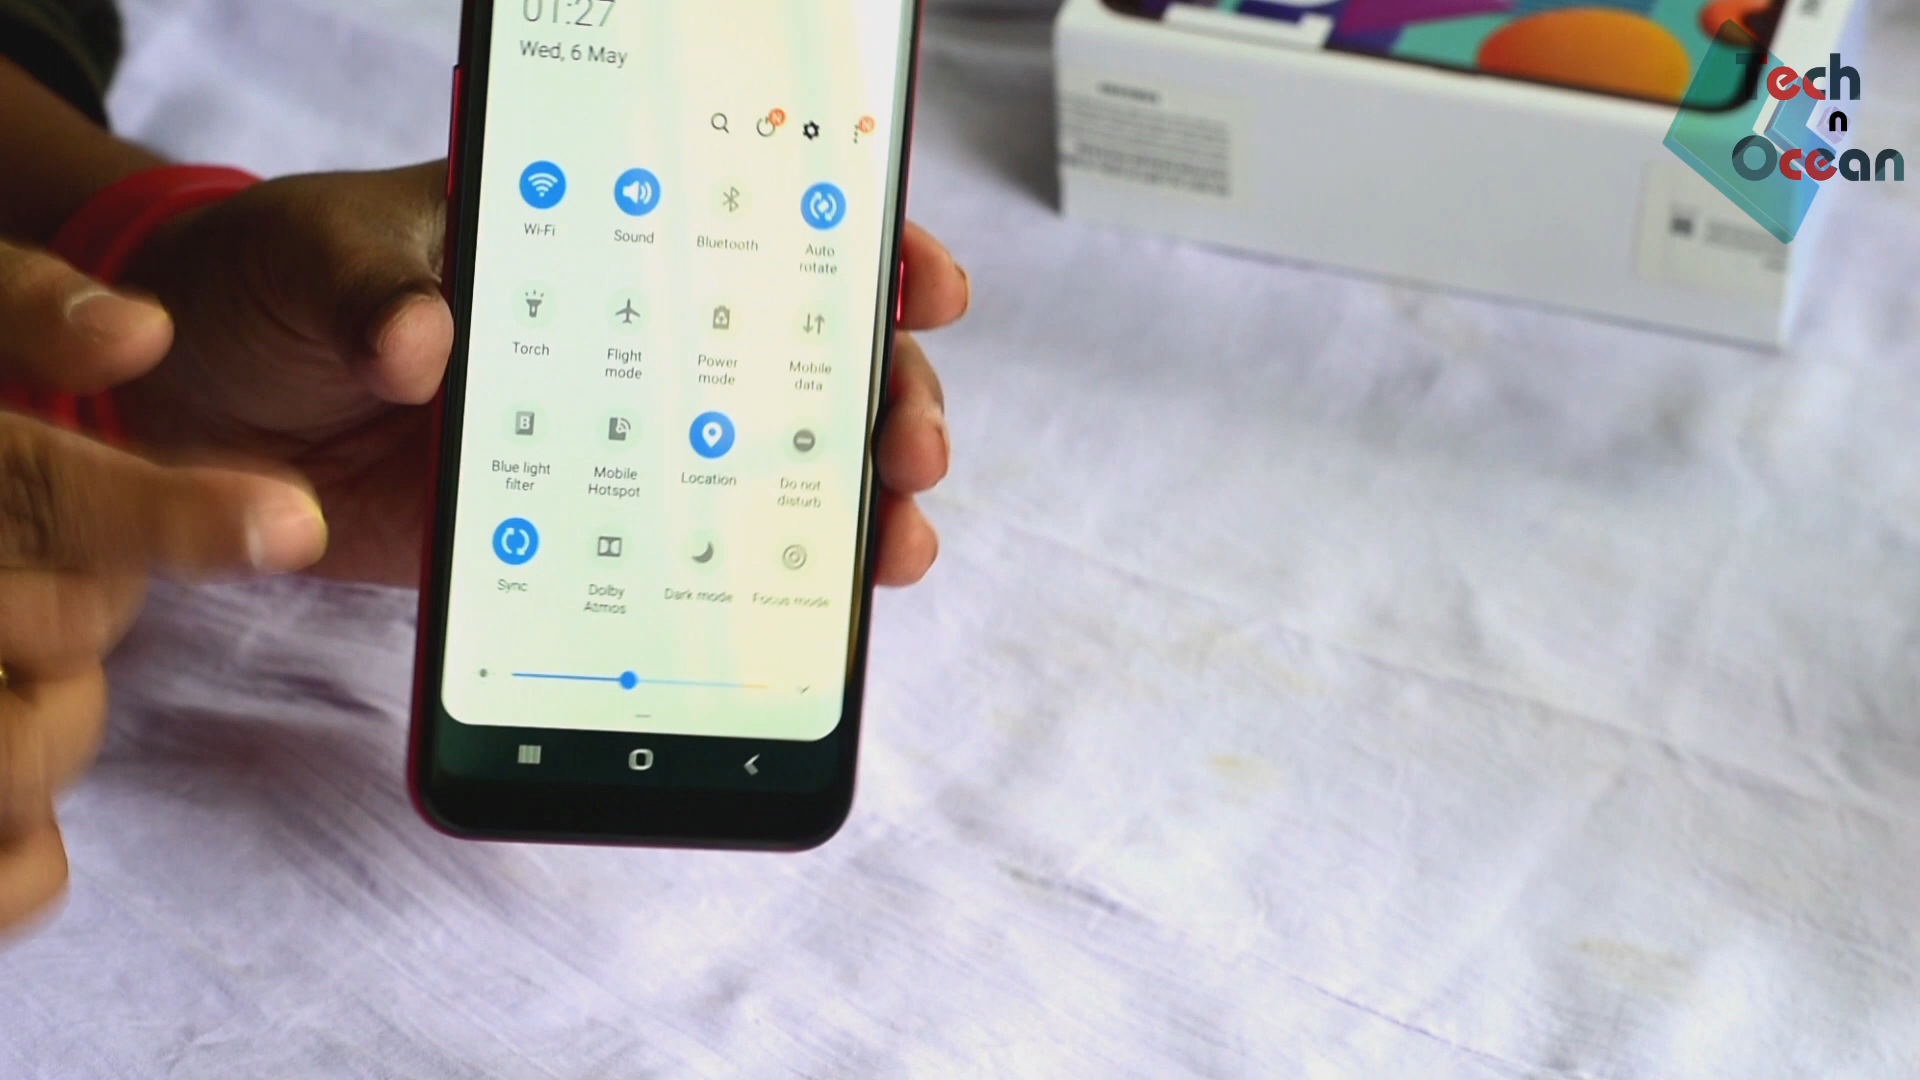 01:27
Wed, 6 May
Wi-Fi
Sound
Bluetooth
Auto
rotate
Torch
Flight
mode
Power
mode
Mobile
data
B
Blue light
filter
Mobile
Hotspot
Location
Do not
disturb
Sync
Dolby
Atmos
Dark mode
Focus mode
Tech
n
Ocean